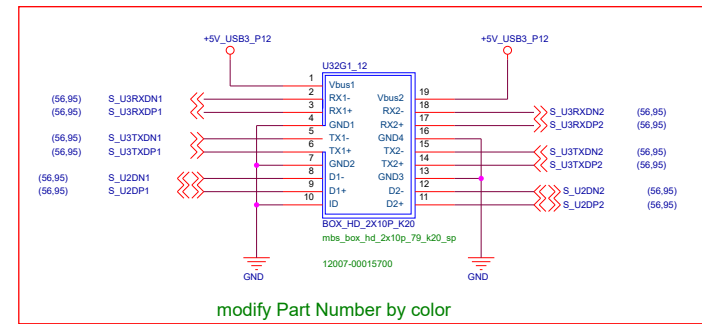 +5V_USB3_P12 +5V_USB3_P12
U32G1_12
1 Vbus1
(56,95) S_U3RXDN1 2 RX1- Vbus2 19
(56,95) S_U3RXDP1 3 RX1+ RX2- 18 S_U3RXDN2 (56,95)
4 GND1 RX2+ 17 S_U3RXDP2 (56,95)
(56,95) S_U3TXDN1 5 TX1- GND4 16
(56,95) S_U3TXDP1 6 TX1+ TX2- 15 S_U3TXDN2 (56,95)
7 GND2 TX2+ 14 S_U3TXDP2 (56,95)
(56,95) S_U2DN1 8 D1- GND3 13
(56,95) S_U2DP1 9 D1+ D2- 12 S_U2DN2 (56,95)
10 ID D2+ 11 S_U2DP2 (56,95)
BOX_HD_2X10P_K20
mbs_box_hd_2x10p_79_k20_sp
12007-00015700
GND GND
modify Part Number by color